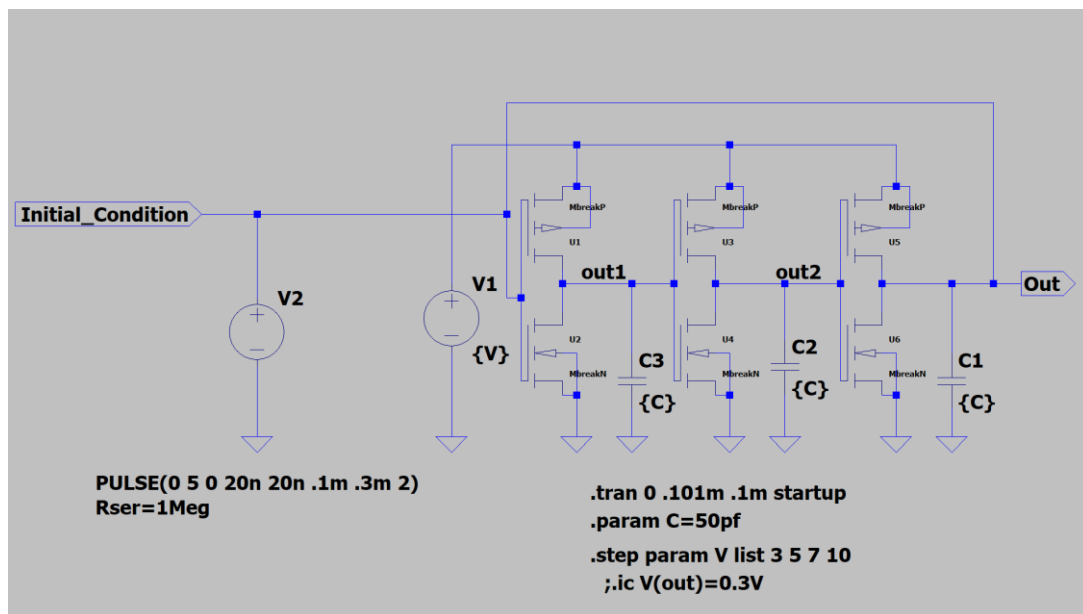 MbreakP
MbreakP
MbreakP
Initial_Condition
U1
U3
U5
out1
out2
V1
Out
V2
{V}
U2
U4
U6
C3
C2
C1
MbreakN
MbreakN
MbreakN
{C}
{C}
{C}
PULSE(0 5 0 20n 20n .1m .3m 2)
Rser=1Meg
.tran 0 .101m .1m startup
.param C=50pf
.step param V list 3 5 7 10
;.ic V(out)=0.3V